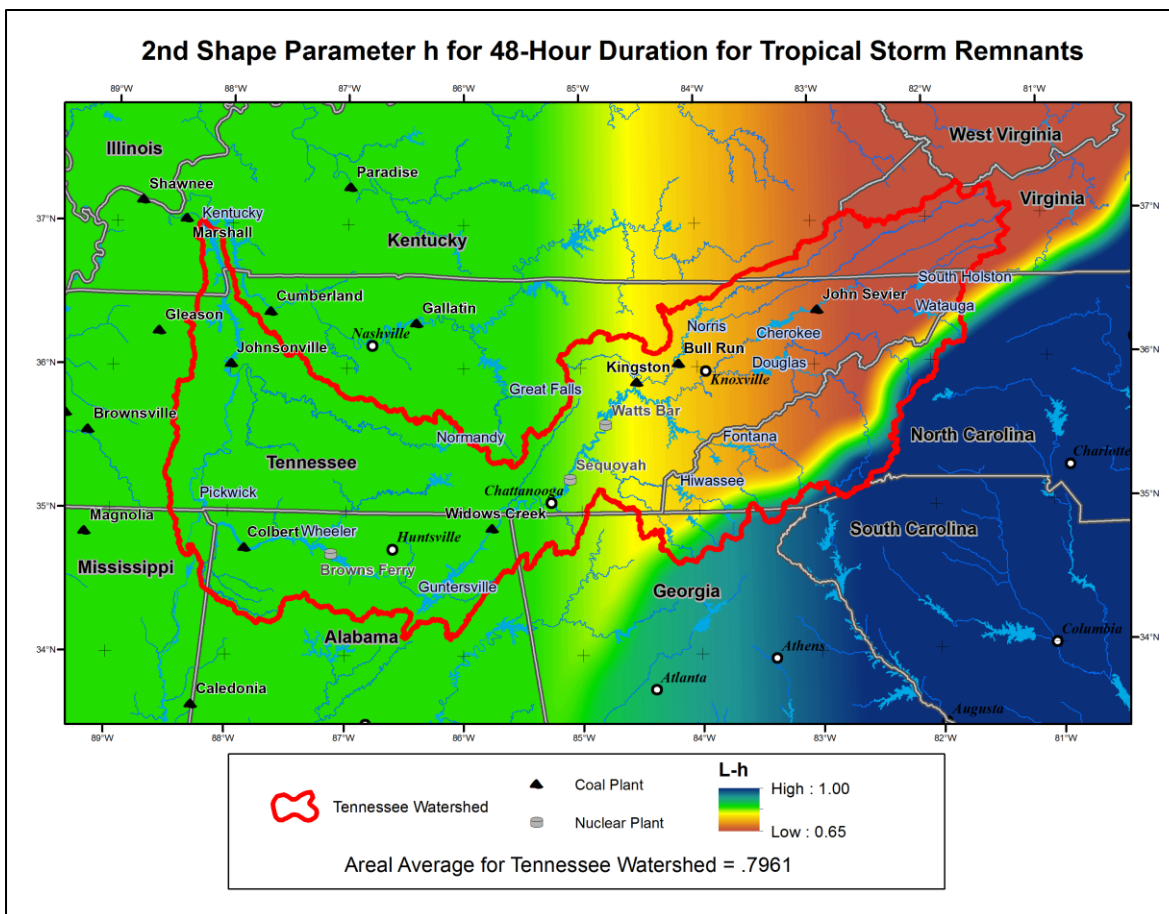 2nd Shape Parameter h for 48-Hour Duration for Tropical Storm Remnants
89°W 88°W 87°W 86°W 85°W 84°W 83°W 82°W 81°W
Illinois
West Virginia
Shawnee
Paradise
Virginia
37°N
Kentucky
37°N
Marshall
Kentucky
South Holston
Cumberland
John Sevier
Watauga
Gleason
Gallatin
Norris
Cherokee
Nashville
Johnsonville
Bull Run
36°N
36°N
Kingston
Douglas
Knoxville
Great Falls
Brownsville
Watts Bar
Normandy
Fontana
North Carolina
Charlotte
Tennessee
Sequoyah
Hiwassee
Pickwick
Chattanooga
35°N
35°N
Magnolia
Widows Creek
Colbert
Wheeler
South Carolina
Huntsville
Mississippi
Browns Ferry
Guntersville
Georgia
Alabama
Columbia
34°N
34°N
Athens
Atlanta
Caledonia
Augusta
89°W 88°W 87°W 86°W 85°W 84°W 83°W 82°W 81°W
L-h
Tennessee Watershed
Coal Plant
High : 1.00
Nuclear Plant
Low : 0.65
Areal Average for Tennessee Watershed = .7961